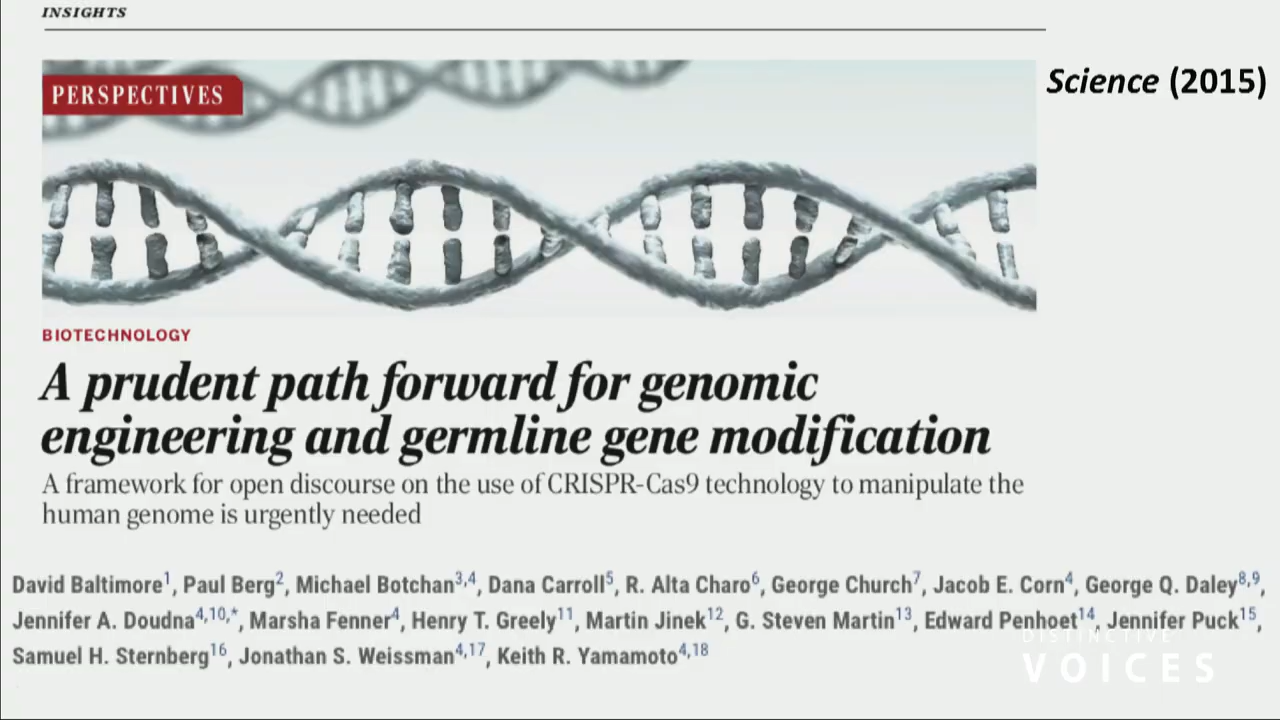 INSIGHTS
PERSPECTIVES
Science (2015)
BIOTECHNOLOGY
A prudent path forward for genomic
engineering and germline gene modification
A framework for open discourse on the use of CRISPR-Cas9 technology to manipulate the
human genome is urgently needed
David Baltimore¹, Paul Berg², Michael Botchan³,⁴, Dana Carroll⁵, R. Alta Charo⁶, George Church⁷, Jacob E. Corn⁴, George Q. Daley⁸,⁹,
Jennifer A. Doudna⁴,¹⁰,*, Marsha Fenner⁴, Henry T. Greely¹¹, Martin Jinek¹², G. Steven Martin¹³, Edward Penhoet¹⁴, Jennifer Puck¹⁵,
Samuel H. Sternberg¹⁶, Jonathan S. Weissman⁴,¹⁷, Keith R. Yamamoto⁴,¹⁸
DISTINCTIVE
VOICES